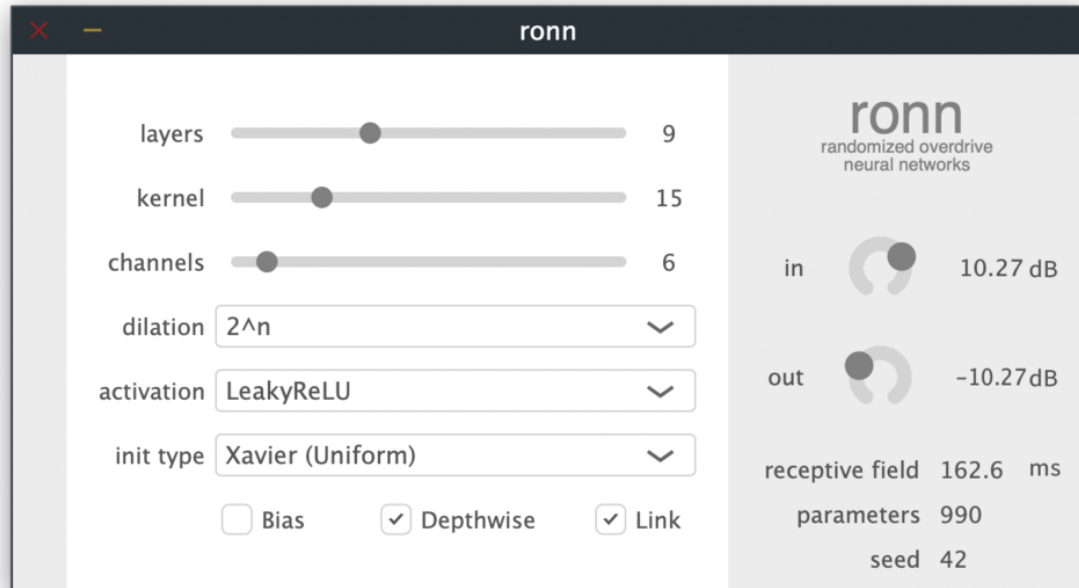 ronn
layers 9
kernel 15
channels 6
dilation 2^n
activation LeakyReLU
init type Xavier (Uniform)
Bias Depthwise Link
ronn
randomized overdrive
neural networks
in 10.27 dB
out -10.27dB
receptive field 162.6 ms
parameters 990
seed 42